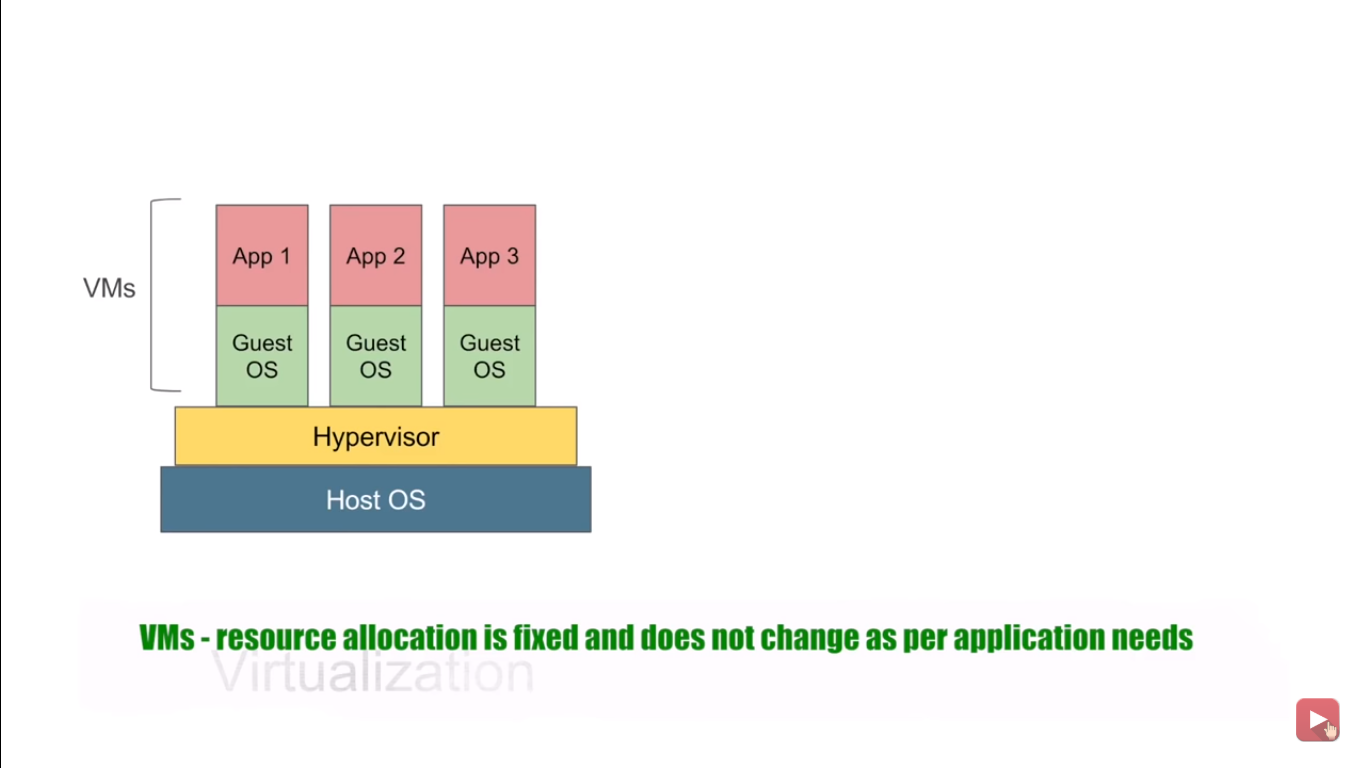 App 1
App 2
App 3
VMs
Guest
OS
Guest
OS
Guest
OS
Hypervisor
Host OS
VMs - resource allocation is fixed and does not change as per application needs
Virtualization